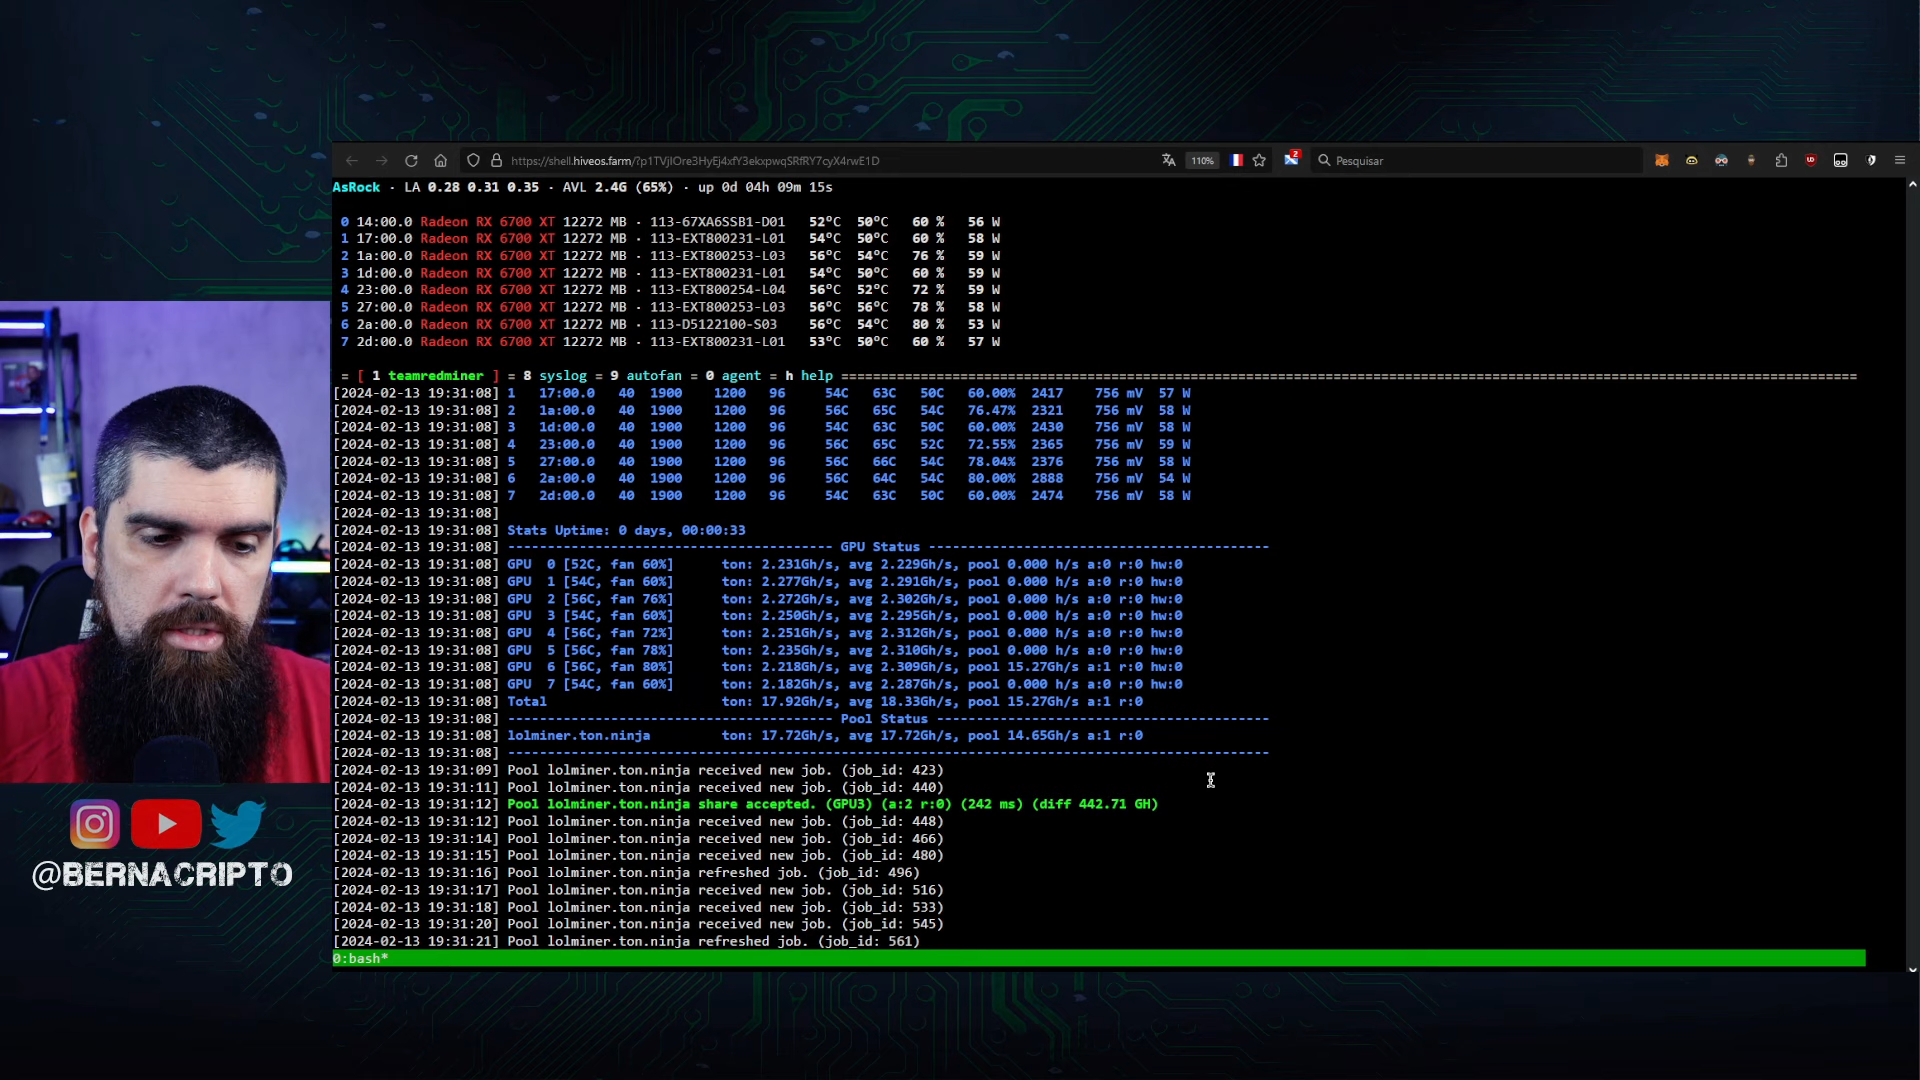 https://shell.hiveos.farm/?p1TVjIOre3HyEj4xfY3ekxpwqSRfRY7cyX4rwE1D
110%
2
Pesquisar
AsRock · LA 0.28 0.31 0.35 · AVL 2.4G (65%) · up 0d 04h 09m 15s
0 14:00.0 Radeon RX 6700 XT 12272 MB · 113-67XA6SSB1-D01 52°C 50°C 60 % 56 W
1 17:00.0 Radeon RX 6700 XT 12272 MB · 113-EXT800231-L01 54°C 50°C 60 % 58 W
2 1a:00.0 Radeon RX 6700 XT 12272 MB · 113-EXT800253-L03 56°C 54°C 76 % 59 W
3 1d:00.0 Radeon RX 6700 XT 12272 MB · 113-EXT800231-L01 54°C 50°C 60 % 59 W
4 23:00.0 Radeon RX 6700 XT 12272 MB · 113-EXT800254-L04 56°C 52°C 72 % 59 W
5 27:00.0 Radeon RX 6700 XT 12272 MB · 113-EXT800253-L03 56°C 56°C 78 % 58 W
6 2a:00.0 Radeon RX 6700 XT 12272 MB · 113-D5122100-S03 56°C 54°C 80 % 53 W
7 2d:00.0 Radeon RX 6700 XT 12272 MB · 113-EXT800231-L01 53°C 50°C 60 % 57 W
= [ 1 teamredminer ] = 8 syslog = 9 autofan = 0 agent = h help ====================
[2024-02-13 19:31:08] 1 17:00.0 40 1900 1200 96 54C 63C 50C 60.00% 2417 756 mV 57 W
[2024-02-13 19:31:08] 2 1a:00.0 40 1900 1200 96 56C 65C 54C 76.47% 2321 756 mV 58 W
[2024-02-13 19:31:08] 3 1d:00.0 40 1900 1200 96 54C 63C 50C 60.00% 2430 756 mV 58 W
[2024-02-13 19:31:08] 4 23:00.0 40 1900 1200 96 56C 65C 52C 72.55% 2365 756 mV 59 W
[2024-02-13 19:31:08] 5 27:00.0 40 1900 1200 96 56C 66C 54C 78.04% 2376 756 mV 58 W
[2024-02-13 19:31:08] 6 2a:00.0 40 1900 1200 96 56C 64C 54C 80.00% 2888 756 mV 54 W
[2024-02-13 19:31:08] 7 2d:00.0 40 1900 1200 96 54C 63C 50C 60.00% 2474 756 mV 58 W
[2024-02-13 19:31:08]
[2024-02-13 19:31:08] Stats Uptime: 0 days, 00:00:33
[2024-02-13 19:31:08] -------------------- GPU Status --------------------
[2024-02-13 19:31:08] GPU 0 [52C, fan 60%] ton: 2.231Gh/s, avg 2.229Gh/s, pool 0.000 h/s a:0 r:0 hw:0
[2024-02-13 19:31:08] GPU 1 [54C, fan 60%] ton: 2.277Gh/s, avg 2.291Gh/s, pool 0.000 h/s a:0 r:0 hw:0
[2024-02-13 19:31:08] GPU 2 [56C, fan 76%] ton: 2.272Gh/s, avg 2.302Gh/s, pool 0.000 h/s a:0 r:0 hw:0
[2024-02-13 19:31:08] GPU 3 [54C, fan 60%] ton: 2.250Gh/s, avg 2.295Gh/s, pool 0.000 h/s a:0 r:0 hw:0
[2024-02-13 19:31:08] GPU 4 [56C, fan 72%] ton: 2.251Gh/s, avg 2.312Gh/s, pool 0.000 h/s a:0 r:0 hw:0
[2024-02-13 19:31:08] GPU 5 [56C, fan 78%] ton: 2.235Gh/s, avg 2.310Gh/s, pool 0.000 h/s a:0 r:0 hw:0
[2024-02-13 19:31:08] GPU 6 [56C, fan 80%] ton: 2.218Gh/s, avg 2.309Gh/s, pool 15.27Gh/s a:1 r:0 hw:0
[2024-02-13 19:31:08] GPU 7 [54C, fan 60%] ton: 2.182Gh/s, avg 2.287Gh/s, pool 0.000 h/s a:0 r:0 hw:0
[2024-02-13 19:31:08] Total ton: 17.92Gh/s, avg 18.33Gh/s, pool 15.27Gh/s a:1 r:0
[2024-02-13 19:31:08] -------------------- Pool Status --------------------
[2024-02-13 19:31:08] lolminer.ton.ninja ton: 17.72Gh/s, avg 17.72Gh/s, pool 14.65Gh/s a:1 r:0
[2024-02-13 19:31:08] ----------------------------------------
[2024-02-13 19:31:09] Pool lolminer.ton.ninja received new job. (job_id: 423)
[2024-02-13 19:31:11] Pool lolminer.ton.ninja received new job. (job_id: 440)
[2024-02-13 19:31:12] Pool lolminer.ton.ninja share accepted. (GPU3) (a:2 r:0) (242 ms) (diff 442.71 GH)
[2024-02-13 19:31:12] Pool lolminer.ton.ninja received new job. (job_id: 448)
[2024-02-13 19:31:14] Pool lolminer.ton.ninja received new job. (job_id: 466)
[2024-02-13 19:31:15] Pool lolminer.ton.ninja received new job. (job_id: 480)
[2024-02-13 19:31:16] Pool lolminer.ton.ninja refreshed job. (job_id: 496)
[2024-02-13 19:31:17] Pool lolminer.ton.ninja received new job. (job_id: 516)
[2024-02-13 19:31:18] Pool lolminer.ton.ninja received new job. (job_id: 533)
[2024-02-13 19:31:20] Pool lolminer.ton.ninja received new job. (job_id: 545)
[2024-02-13 19:31:21] Pool lolminer.ton.ninja refreshed job. (job_id: 561)
0:bash*
@BERNACRIPTO